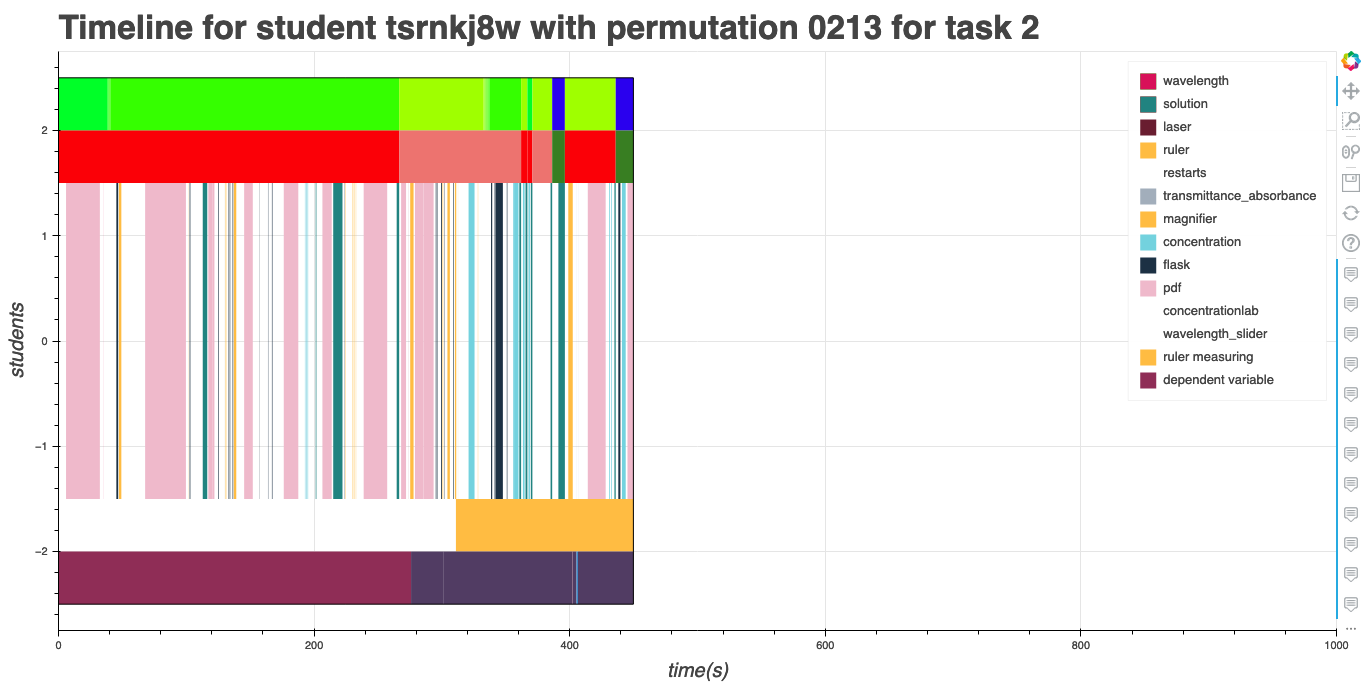 Timeline for student tsrnkj8w with permutation 0213 for task 2
wavelength
solution
laser
ruler
restarts
transmittance_absorbance
magnifier
concentration
flask
pdf
concentrationlab
wavelength_slider
ruler measuring
dependent variable
students
2
1
0
−1
−2
0 200 400 600 800 1000
time(s)